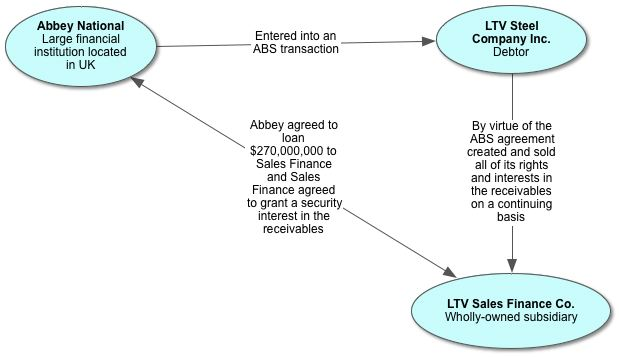 Abbey National
Large financial
institution located
in UK
Entered into an
ABS transaction
LTV Steel
Company Inc.
Debtor
Abbey agreed to
loan
$270,000,000 to
Sales Finance
and Sales
Finance agreed
to grant a security
interest in the
receivables
By virtue of the
ABS agreement
created and sold
all of its rights
and interests in
the receivables
on a continuing
basis
LTV Sales Finance Co.
Wholly-owned subsidiary